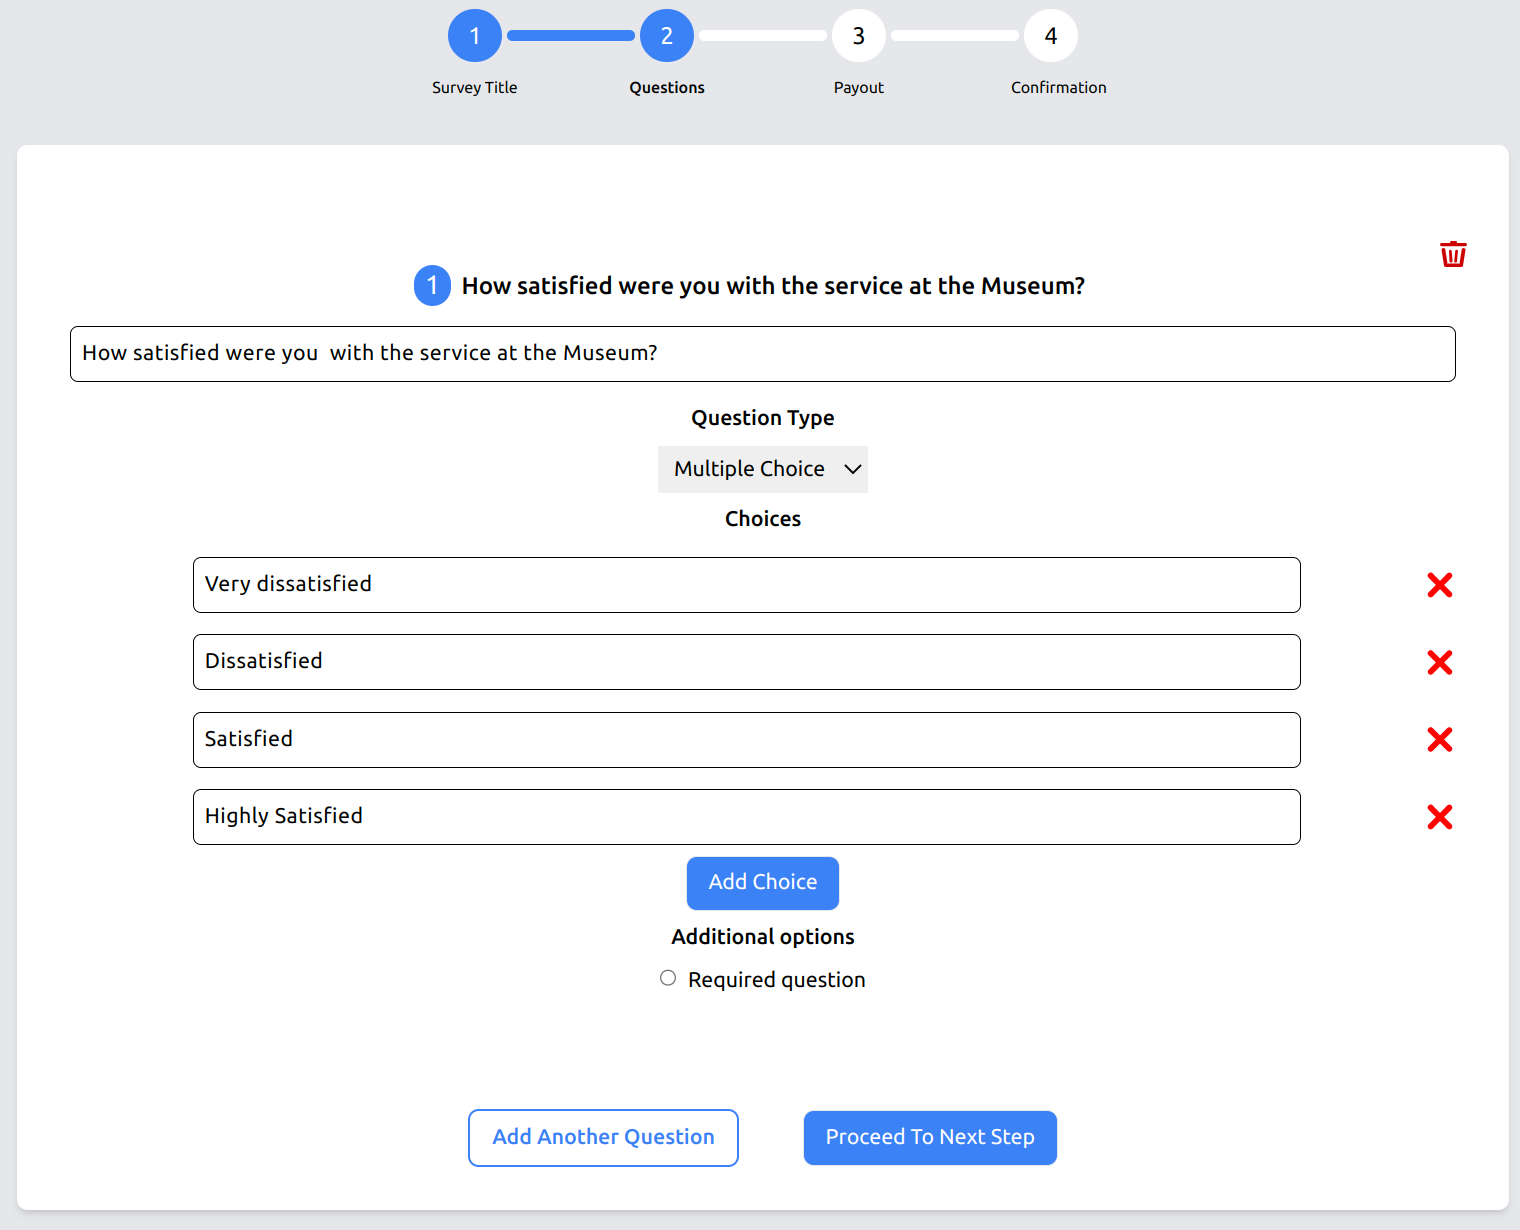 1
2
3
4
Survey Title
Questions
Payout
Confirmation
1 How satisfied were you with the service at the Museum?
How satisfied were you  with the service at the Museum?
Question Type
Multiple Choice
Choices
Very dissatisfied
Dissatisfied
Satisfied
Highly Satisfied
Add Choice
Additional options
Required question
Add Another Question
Proceed To Next Step